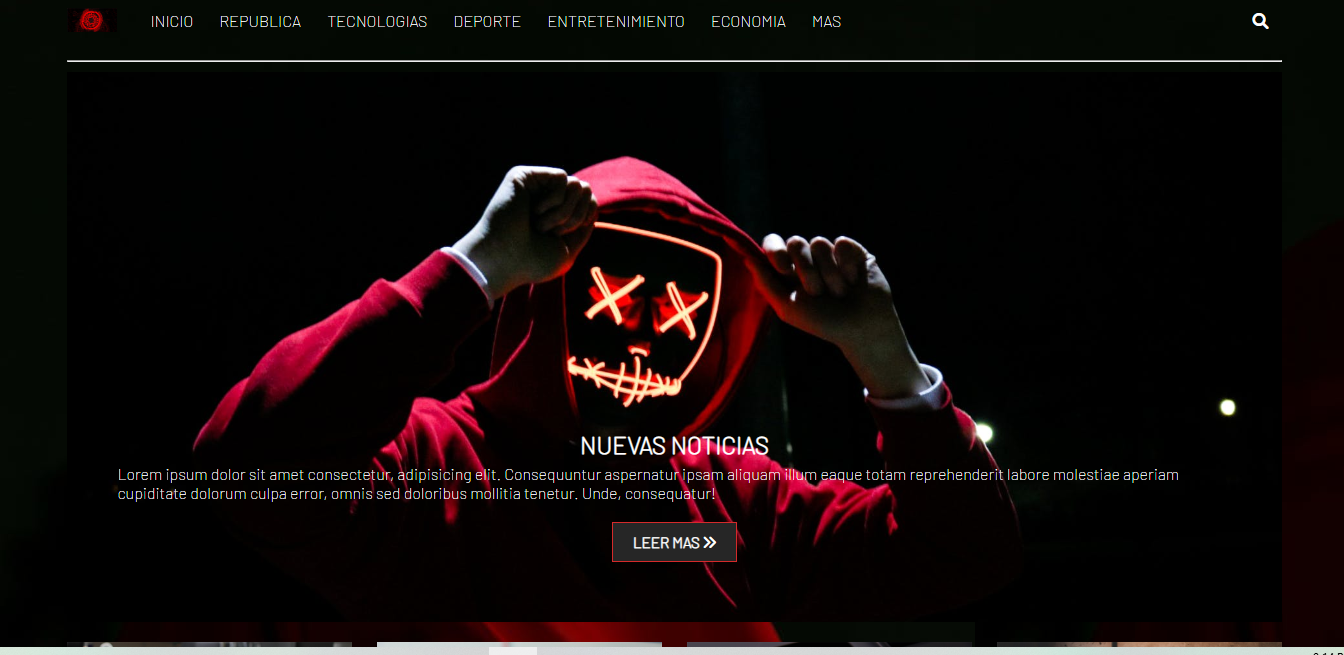 INICIO REPUBLICA TECNOLOGIAS DEPORTE ENTRETENIMIENTO ECONOMIA MAS
NUEVAS NOTICIAS
Lorem ipsum dolor sit amet consectetur, adipisicing elit. Consequuntur aspernatur ipsam aliquam illum eaque totam reprehenderit labore molestiae aperiam
cupiditate dolorum culpa error, omnis sed doloribus mollitia tenetur. Unde, consequatur!
LEER MAS